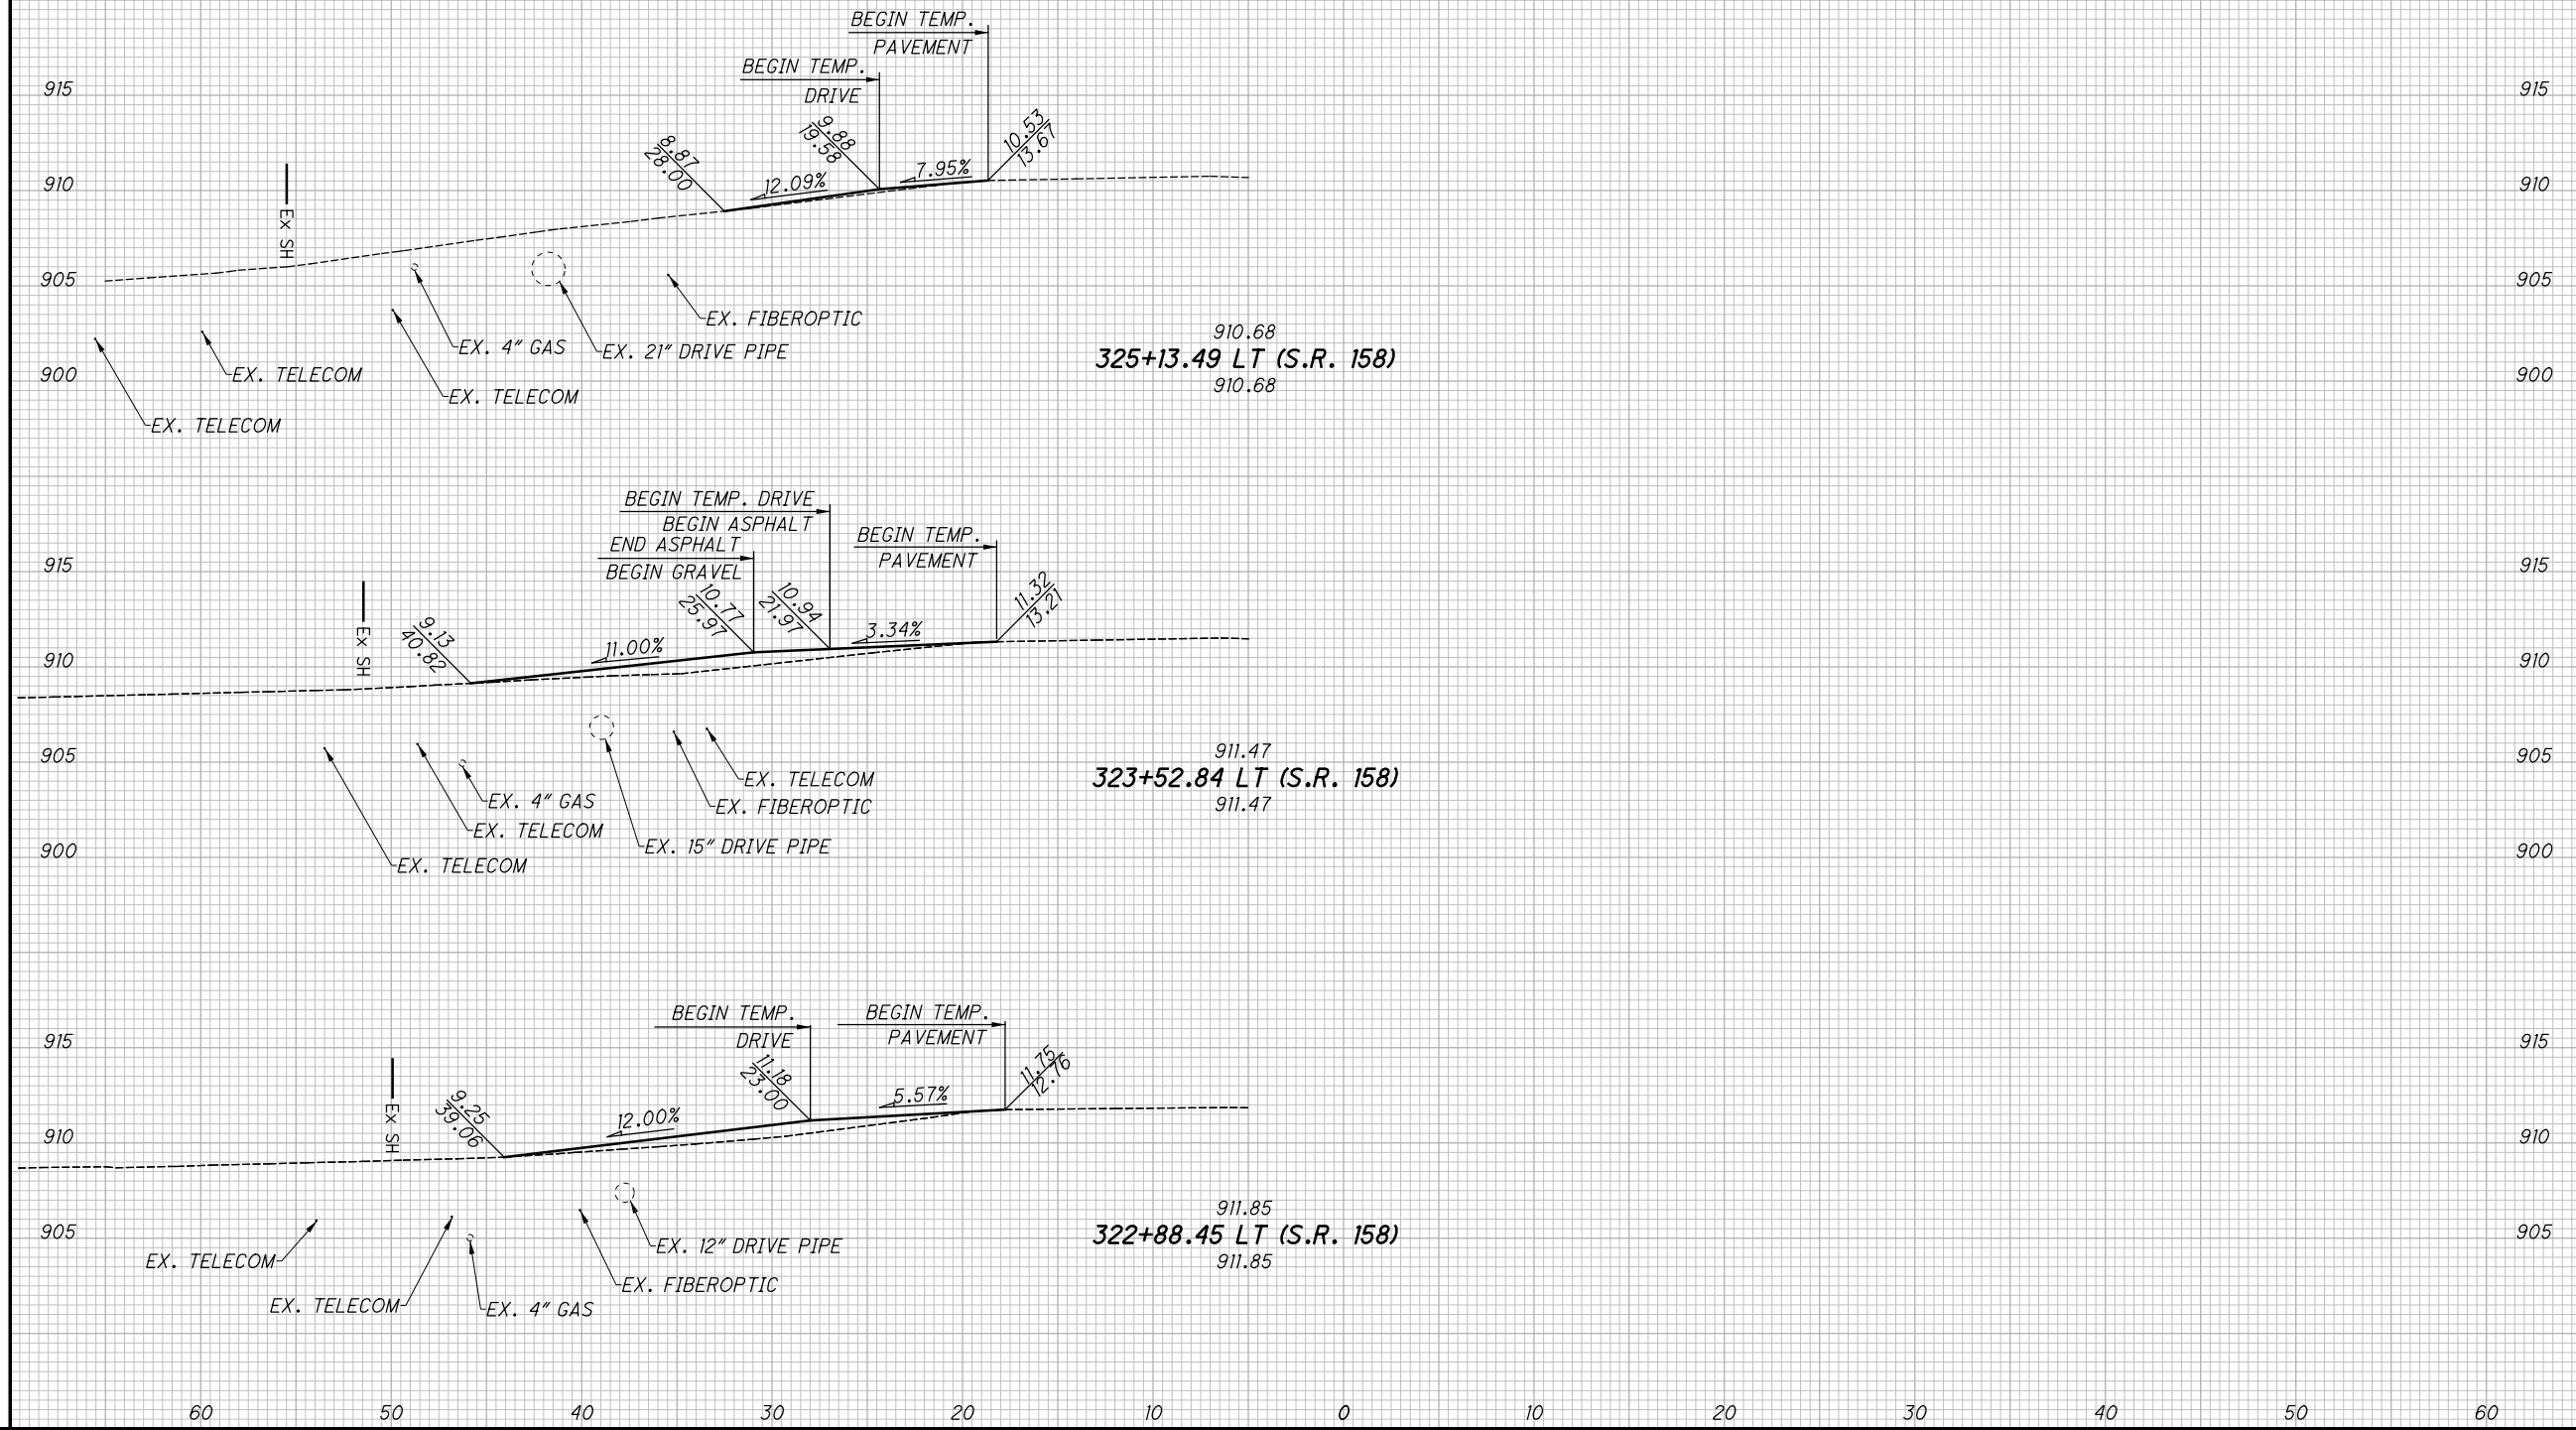 BEGIN TEMP.
PAVEMENT
BEGIN TEMP.
DRIVE
915
915
8.87
28.00
9.88
19.58
10.53
13.67
12.09%
7.95%
910
910
Ex SH
905
905
EX. FIBEROPTIC
EX. 4" GAS
EX. 21" DRIVE PIPE
EX. TELECOM
EX. TELECOM
EX. TELECOM
900
900
910.68
325+13.49 LT (S.R. 158)
910.68
BEGIN TEMP. DRIVE
BEGIN ASPHALT
END ASPHALT
BEGIN GRAVEL
BEGIN TEMP.
PAVEMENT
915
915
9.13
40.82
10.77
25.97
10.94
21.97
11.32
13.21
11.00%
3.34%
Ex SH
910
910
905
905
EX. TELECOM
EX. 4" GAS
EX. FIBEROPTIC
EX. TELECOM
EX. 15" DRIVE PIPE
EX. TELECOM
911.47
323+52.84 LT (S.R. 158)
911.47
900
900
BEGIN TEMP.
DRIVE
BEGIN TEMP.
PAVEMENT
915
915
9.25
39.06
11.18
23.00
11.75
12.76
12.00%
5.57%
Ex SH
910
910
905
905
EX. TELECOM
EX. 12" DRIVE PIPE
EX. FIBEROPTIC
EX. TELECOM
EX. 4" GAS
911.85
322+88.45 LT (S.R. 158)
911.85
60 50 40 30 20 10 0 10 20 30 40 50 60